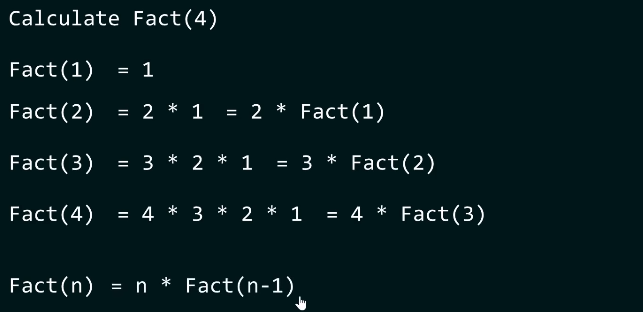 Calculate Fact(4)
Fact(1) = 1
Fact(2) = 2 * 1 = 2 * Fact(1)
Fact(3) = 3 * 2 * 1 = 3 * Fact(2)
Fact(4) = 4 * 3 * 2 * 1 = 4 * Fact(3)
Fact(n) = n * Fact(n-1)